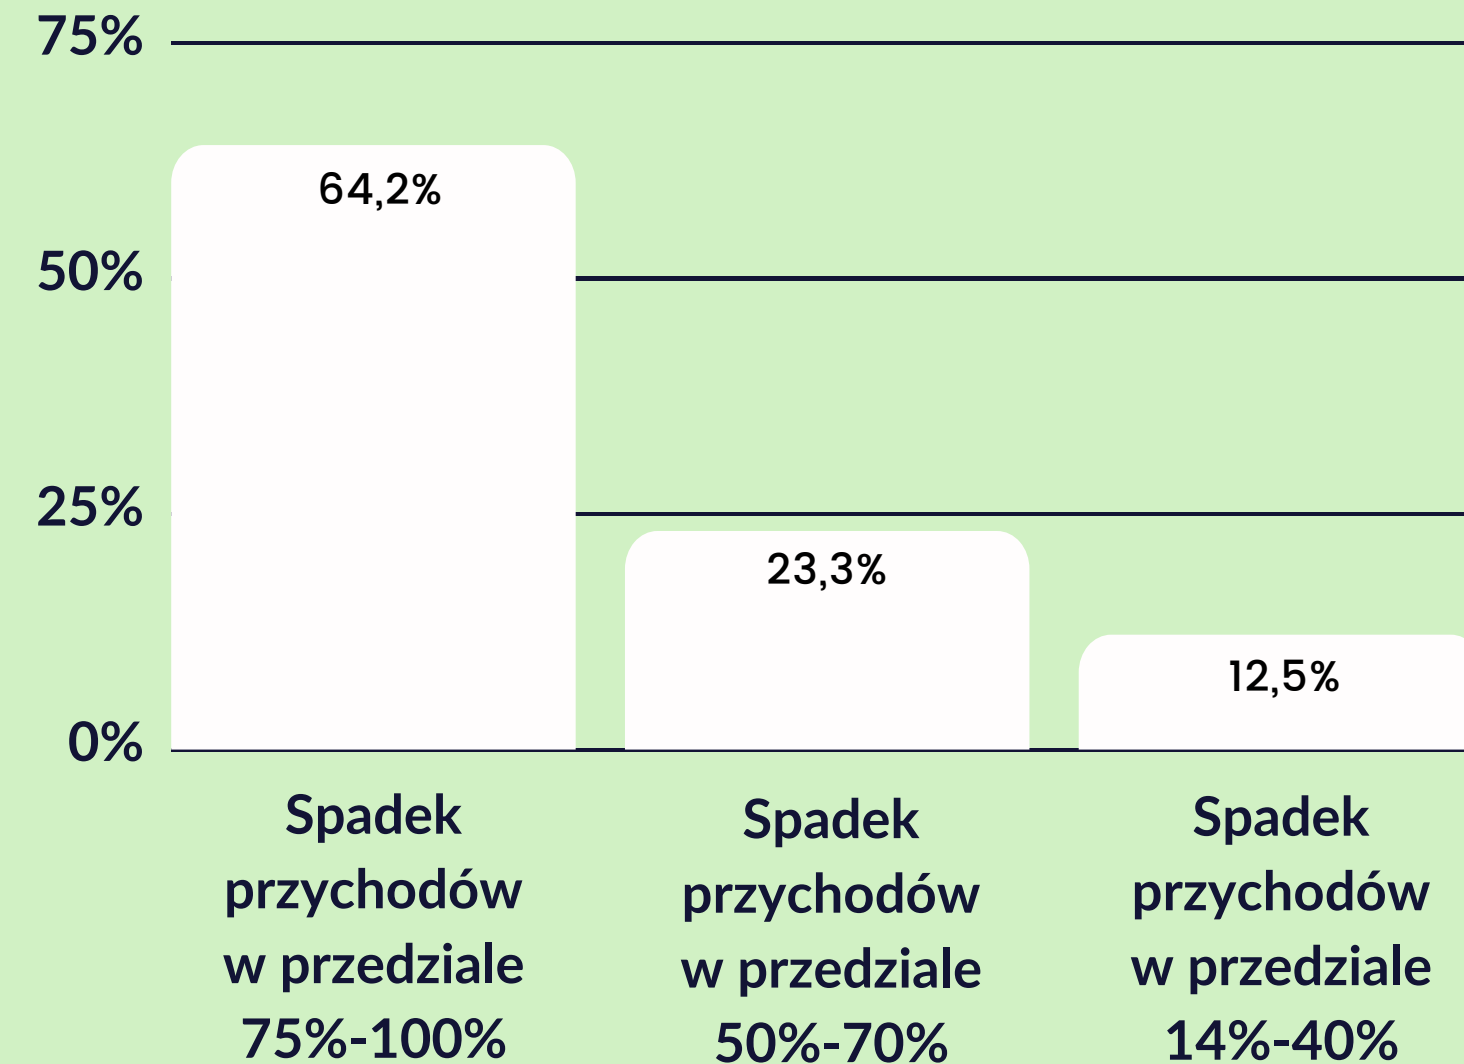 75%
64,2%
50%
25%
23,3%
12,5%
0%
Spadek
przychodów
w przedziale
75%-100%
Spadek
przychodów
w przedziale
50%-70%
Spadek
przychodów
w przedziale
14%-40%